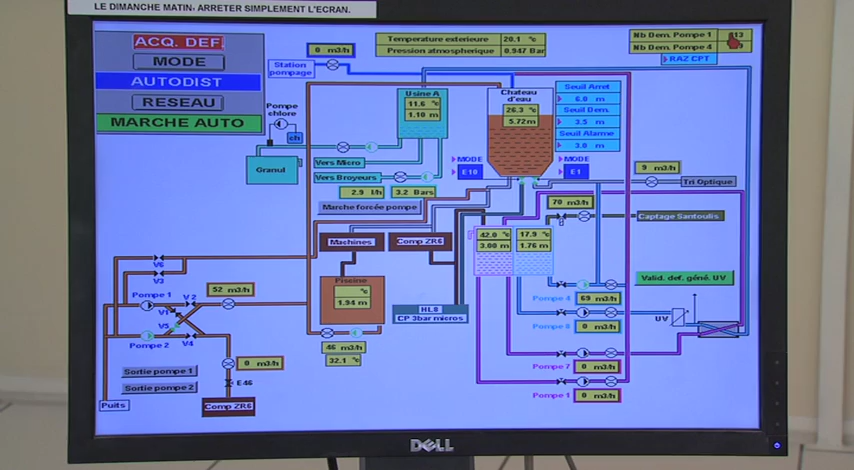 LE DIMANCHE MATIN, ARRETER SIMPLEMENT L'ECRAN.
ACQ. DEF.
MODE
AUTODIST
RESEAU
MARCHE AUTO
0 m3/h
Station
pompage
Temperature exterieure 20.1 °c
Pression atmospherique 0.947 Bar
Nb Dem. Pompe 1
Nb Dem. Pompe 4
RAZ CPT
Usine A
11.6 °c
1.10 m
Chateau
d'eau
26.3 °c
5.72 m
Seuil Arret
6.0 m
Seuil Dem.
3.5 m
Seuil Alarme
3.0 m
Pompe
chlore
ch
Granul
Vers Micro
Vers Broyeurs
MODE
E10
MODE
E1
9 m3/h
Tri Optique
2.9 l/h 3.2 Bars
Marche forcée pompe
70 m3/h
Captage Santoulis
Machines
Comp ZR6
42.0 °c
3.00 m
17.9 °c
1.76 m
V6
V3
Pompe 1
V 2
V1
V5
Pompe 2
V4
52 m3/h
Piscine
°c
1.94 m
HL8
CP 3bar micros
Valid. def. géné. UV
Pompe 4 69 m3/h
Pompe 8 0 m3/h
UV
46 m3/h
32.1 °c
Pompe 7 0 m3/h
Pompe 1 0 m3/h
0 m3/h
Sortie pompe 1
Sortie pompe 2
E46
Puits
Comp ZR6
DELL